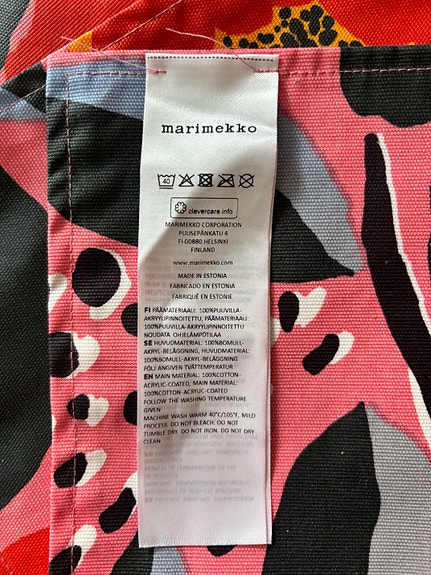 marimekko
40
clevercare.info
MARIMEKKO CORPORATION
PUUSEPÄNKATU 4
FI-00880 HELSINKI
FINLAND
www.marimekko.com
MADE IN ESTONIA
FABRICADO EN ESTONIA
FABRIQUÉ EN ESTONIE
FI PÄÄMATERIAALI: 100%PUUVILLA-
AKRYYLIPINNOITETTU, PÄÄMATERIAALI:
100%PUUVILLA-AKRYYLIPINNOITETTU
NOUDATA OHJELÄMPÖTILAA
SE HUVUDMATERIAL: 100%BOMULL-
AKRYL-BELÄGGNING, HUVUDMATERIAL:
100%BOMULL-AKRYL-BELÄGGNING
FÖLJ ANGIVEN TVÄTTEMPERATUR
EN MAIN MATERIAL: 100%COTTON-
ACRYLIC-COATED, MAIN MATERIAL:
100%COTTON-ACRYLIC-COATED
FOLLOW THE WASHING TEMPERATURE
GIVEN
MACHINE WASH WARM 40°C/105°F, MILD
PROCESS. DO NOT BLEACH. DO NOT
TUMBLE DRY. DO NOT IRON. DO NOT DRY
CLEAN